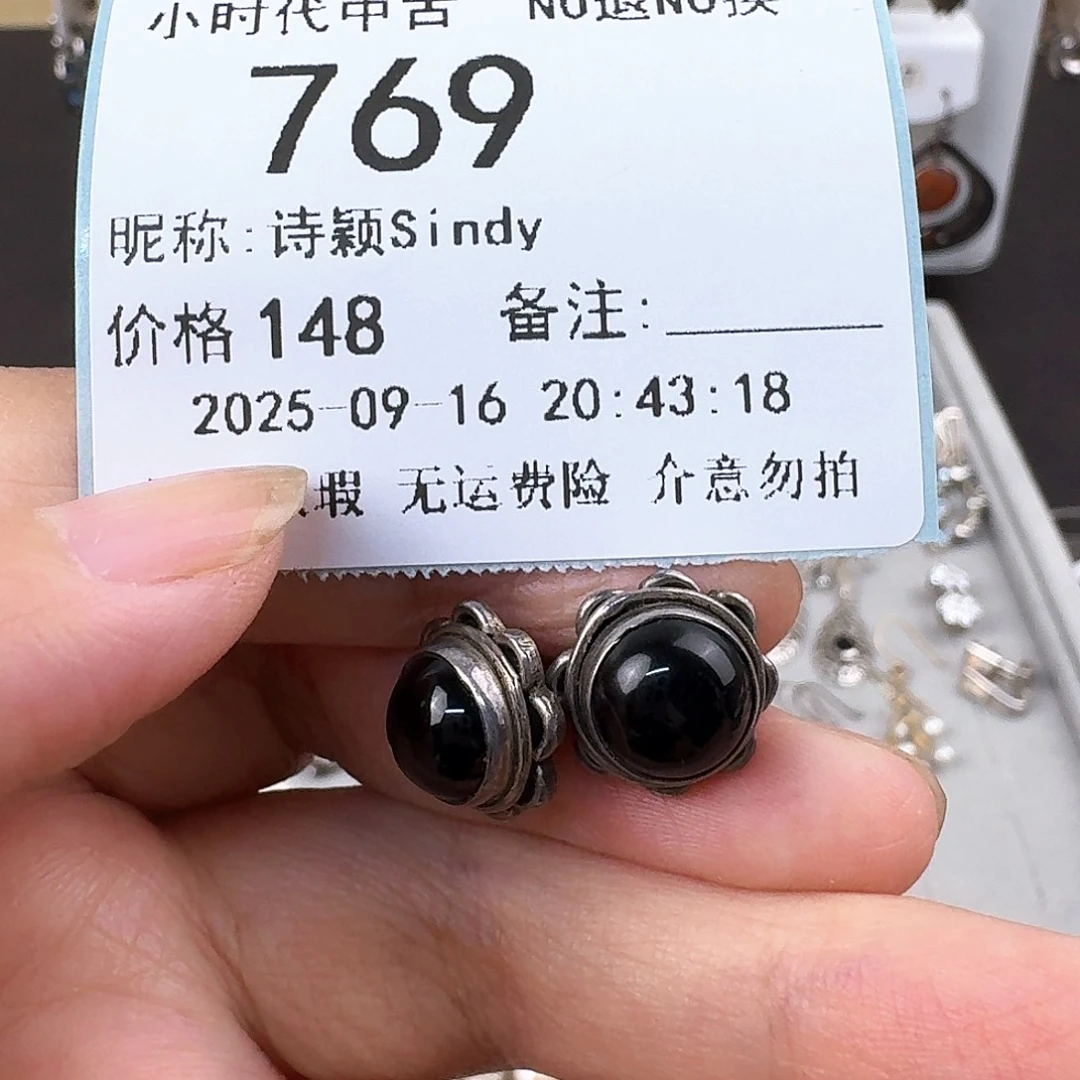 小时代中古 NO退NO换
769
昵称:诗颖Sindy
价格 148 备注:
2025-09-16 20:43:18
瑕 无运费险 介意勿拍